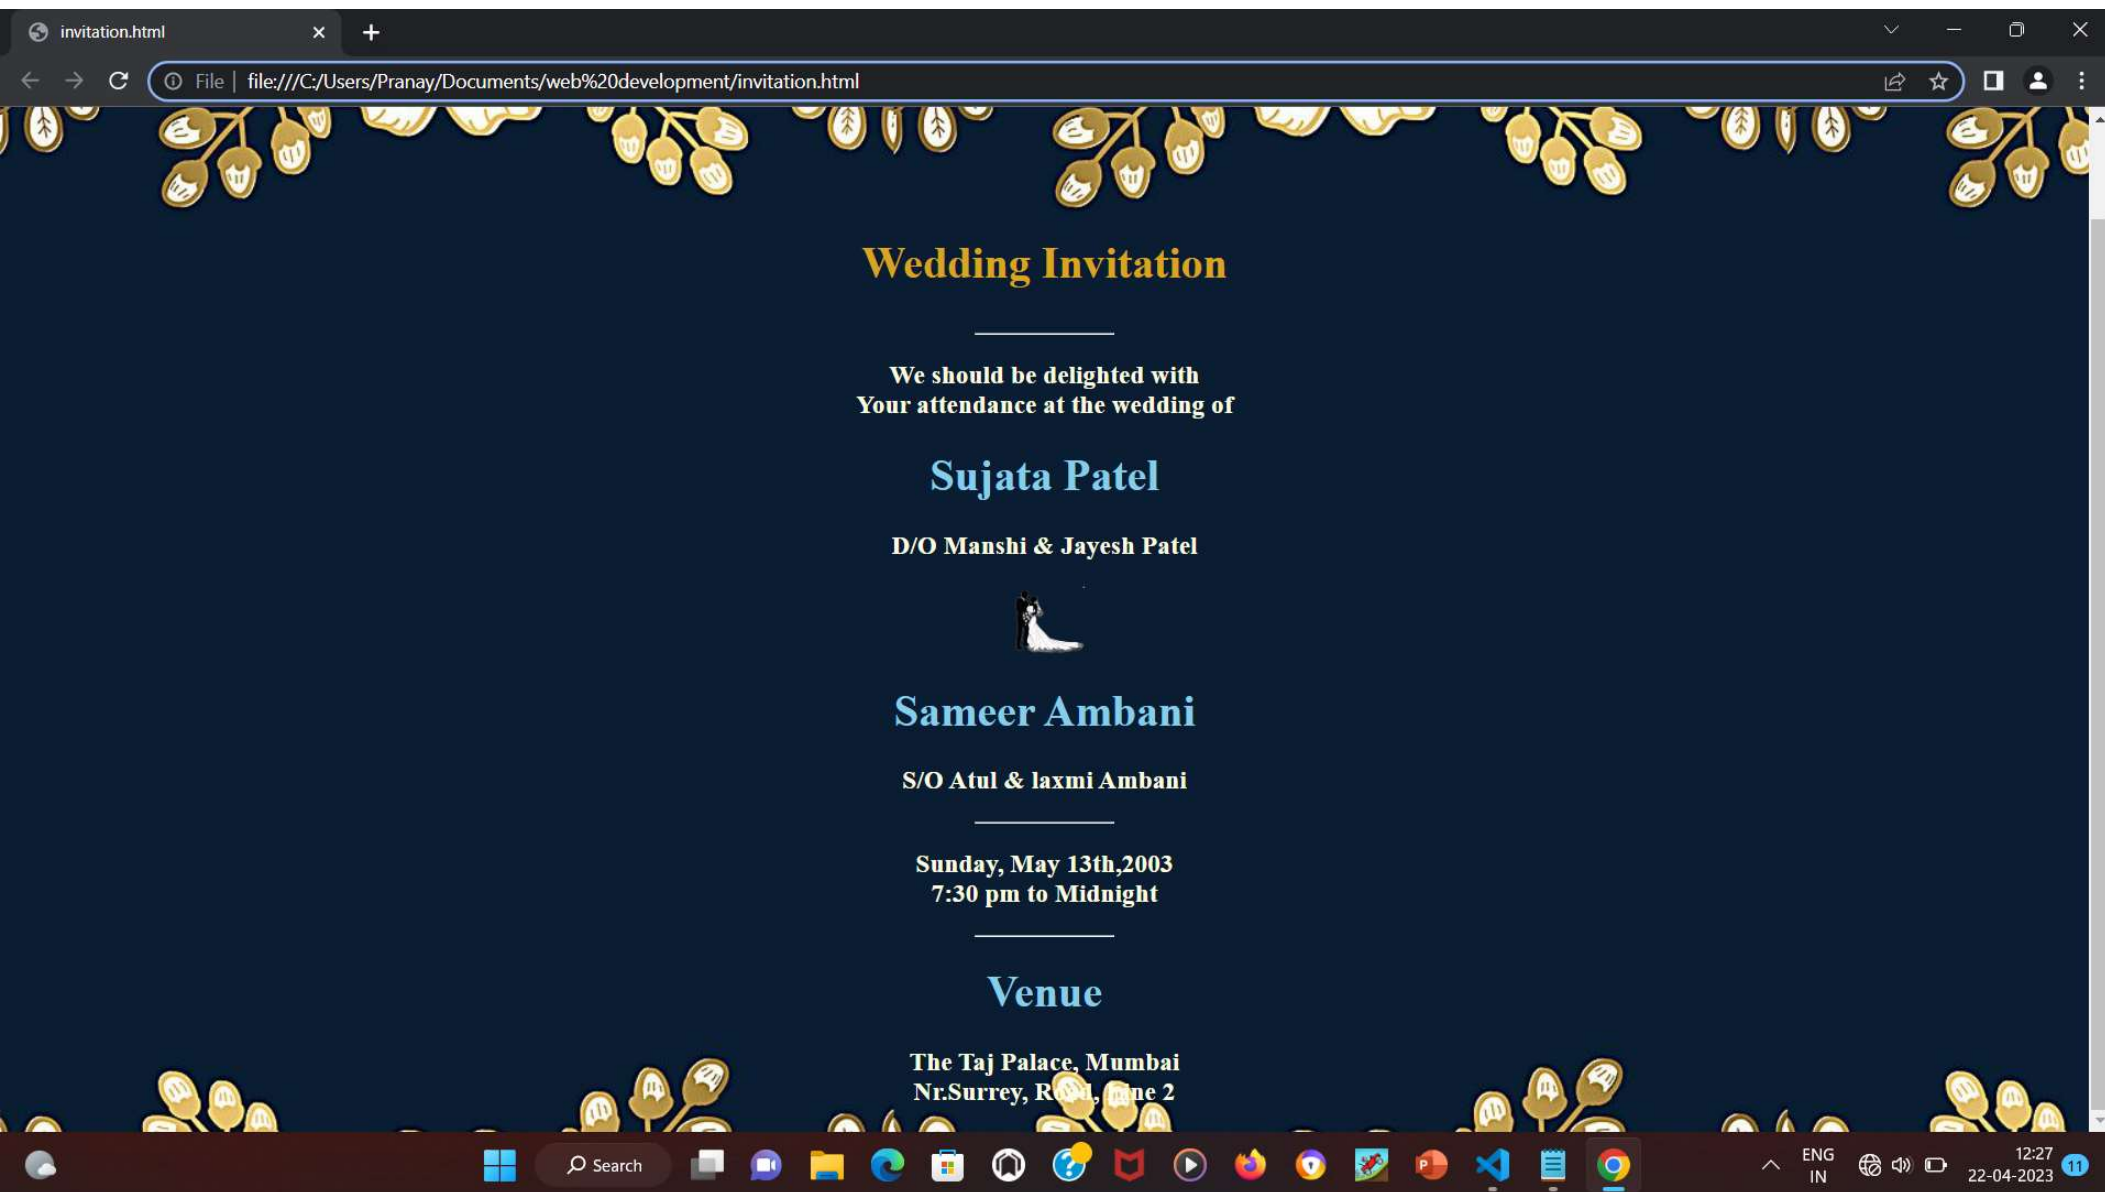 invitation.html
File | file:///C:/Users/Pranay/Documents/web%20development/invitation.html
Wedding Invitation
We should be delighted with
Your attendance at the wedding of
Sujata Patel
D/O Manshi & Jayesh Patel
Sameer Ambani
S/O Atul & laxmi Ambani
Sunday, May 13th,2003
7:30 pm to Midnight
Venue
The Taj Palace, Mumbai
Nr.Surrey, Road, Line 2
Search
ENG
IN
12:27
22-04-2023
11